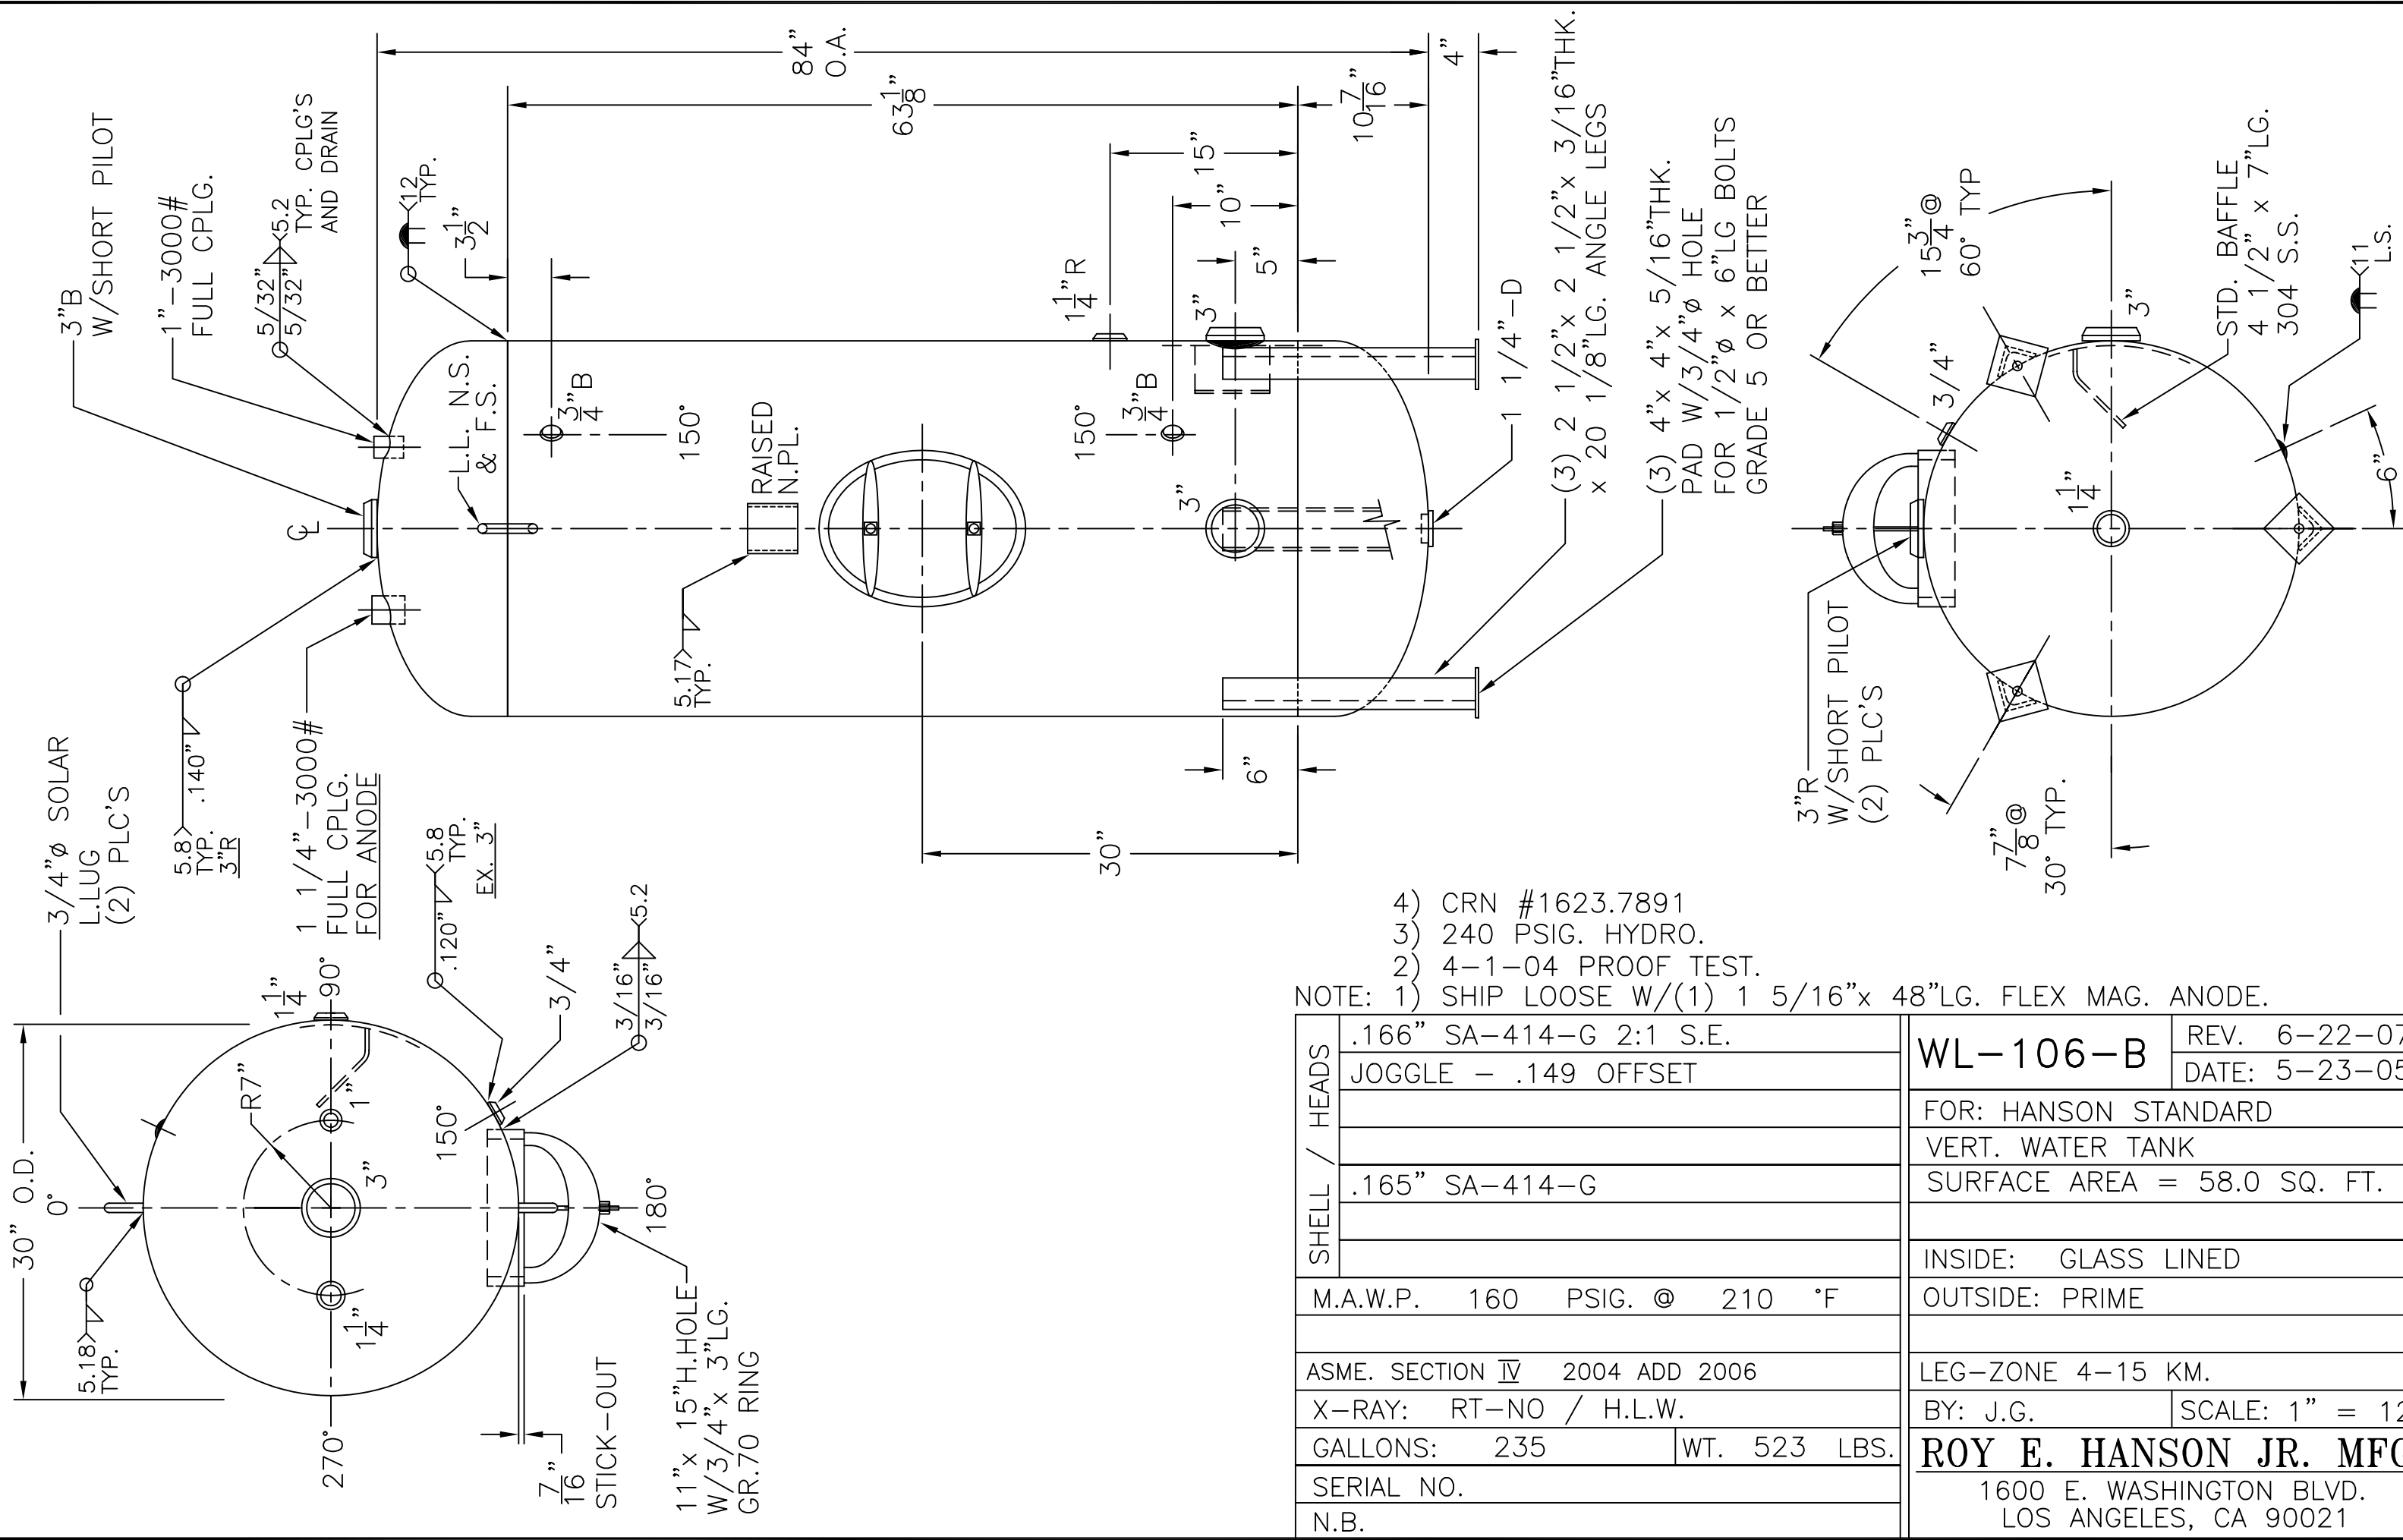 84"
O.A.
4"
63 1/8"
10 7/16"
15"
10"
5"
3 1/2"
3"B
W/SHORT PILOT
1"-3000#
FULL CPLG.
5/32"
5/32"
5.2
TYP. CPLG'S
AND DRAIN
12
TYP.
L.L. N.S.
& F.S.
3/4"B
150°
RAISED
N.PL.
5.17
TYP.
1 1/4"R
3"
3/4"B
150°
3"
℄
1 1/4"-D
(3) 2 1/2"x 2 1/2"x 3/16"THK.
x 20 1/8"LG. ANGLE LEGS
(3) 4"x 4"x 5/16"THK.
PAD W/3/4"ø HOLE
FOR 1/2"ø x 6"LG BOLTS
GRADE 5 OR BETTER
6"
30"
5.8
TYP.
3"R
.140"
1 1/4"-3000#
FULL CPLG.
FOR ANODE
3/4"ø SOLAR
L.LUG
(2) PLC'S
30" O.D.
0°
90°
180°
270°
150°
1 1/4"
R7"
1"
3"
1 1/4"
.120"
5.8
TYP.
EX. 3"
3/4"
3/16"
3/16"
5.2
5.18
TYP.
7/16"
STICK-OUT
11"x 15"H.HOLE
W/3/4"x 3"LG.
GR.70 RING
15 3/4"@
60° TYP
3"
STD. BAFFLE
4 1/2" x 7"LG.
304 S.S.
11
L.S.
3/4"
1 1/4"
6"
3"R
W/SHORT PILOT
(2) PLC'S
7 7/8"@
30° TYP.
4) CRN #1623.7891
3) 240 PSIG. HYDRO.
2) 4-1-04 PROOF TEST.
NOTE: 1) SHIP LOOSE W/(1) 1 5/16"x 48"LG. FLEX MAG. ANODE.
SHELL / HEADS
.166" SA-414-G 2:1 S.E.
JOGGLE - .149 OFFSET
.165" SA-414-G
M.A.W.P. 160 PSIG. @ 210 °F
ASME. SECTION IV 2004 ADD 2006
X-RAY: RT-NO / H.L.W.
GALLONS: 235 WT. 523 LBS.
SERIAL NO.
N.B.
WL-106-B
REV. 6-22-07
DATE: 5-23-05
FOR: HANSON STANDARD
VERT. WATER TANK
SURFACE AREA = 58.0 SQ. FT.
INSIDE: GLASS LINED
OUTSIDE: PRIME
LEG-ZONE 4-15 KM.
BY: J.G. SCALE: 1" = 12
ROY E. HANSON JR. MFG
1600 E. WASHINGTON BLVD.
LOS ANGELES, CA 90021